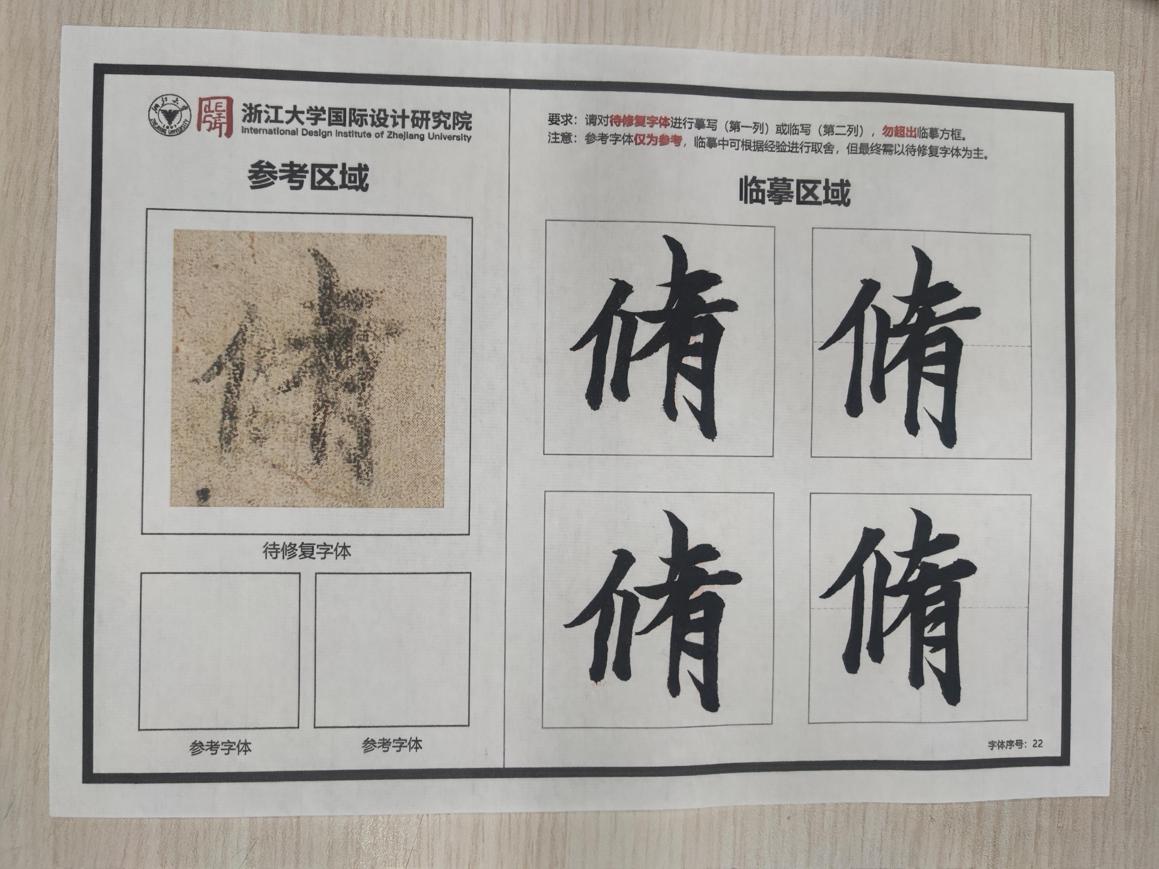 浙江大学国际设计研究院
International Design Institute of Zhejiang University
参考区域
脩
待修复字体
参考字体 参考字体
要求：请对待修复字体进行摹写（第一列）或临写（第二列），勿超出临摹方框。
注意：参考字体仅为参考，临摹中可根据经验进行取舍，但最终需以待修复字体为主。
临摹区域
脩 脩
脩 脩
字体序号：22